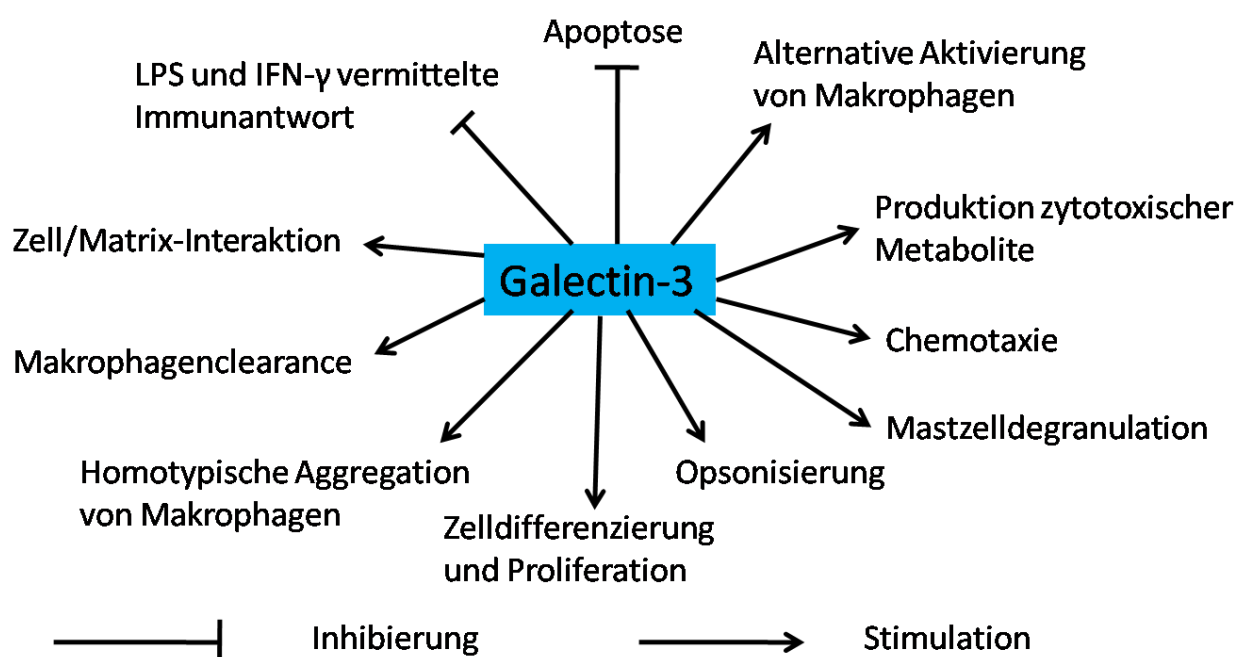 Apoptose
LPS und IFN-γ vermittelte
Immunantwort
Alternative Aktivierung
von Makrophagen
Zell/Matrix-Interaktion
Produktion zytotoxischer
Metabolite
Galectin-3
Makrophagenclearance
Chemotaxie
Mastzelldegranulation
Homotypische Aggregation
von Makrophagen
Opsonisierung
Zelldifferenzierung
und Proliferation
Inhibierung
Stimulation